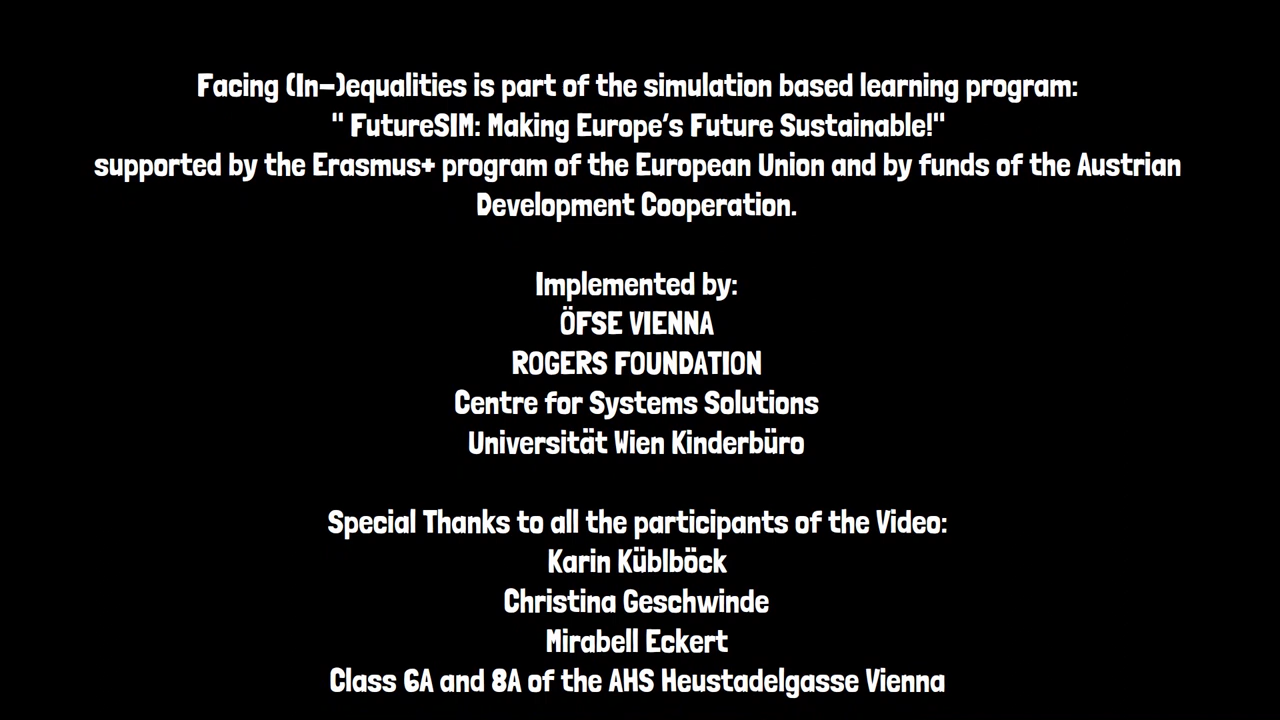 Facing (In-)equalities is part of the simulation based learning program:
" FutureSIM: Making Europe's Future Sustainable!"
supported by the Erasmus+ program of the European Union and by funds of the Austrian
Development Cooperation.
Implemented by:
ÖFSE VIENNA
ROGERS FOUNDATION
Centre for Systems Solutions
Universität Wien Kinderbüro
Special Thanks to all the participants of the Video:
Karin Küblböck
Christina Geschwinde
Mirabell Eckert
Class 6A and 8A of the AHS Heustadelgasse Vienna